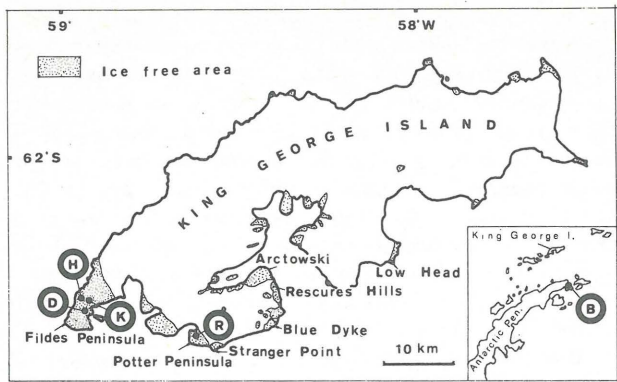 59°
58°W
Ice free area
KING GEORGE ISLAND
62°S
King George I.
Arctowski
Low Head
H
Rescures Hills
D
R
K
B
Blue Dyke
Fildes Peninsula
Antarctic Pen.
Stranger Point
Potter Peninsula
10 km